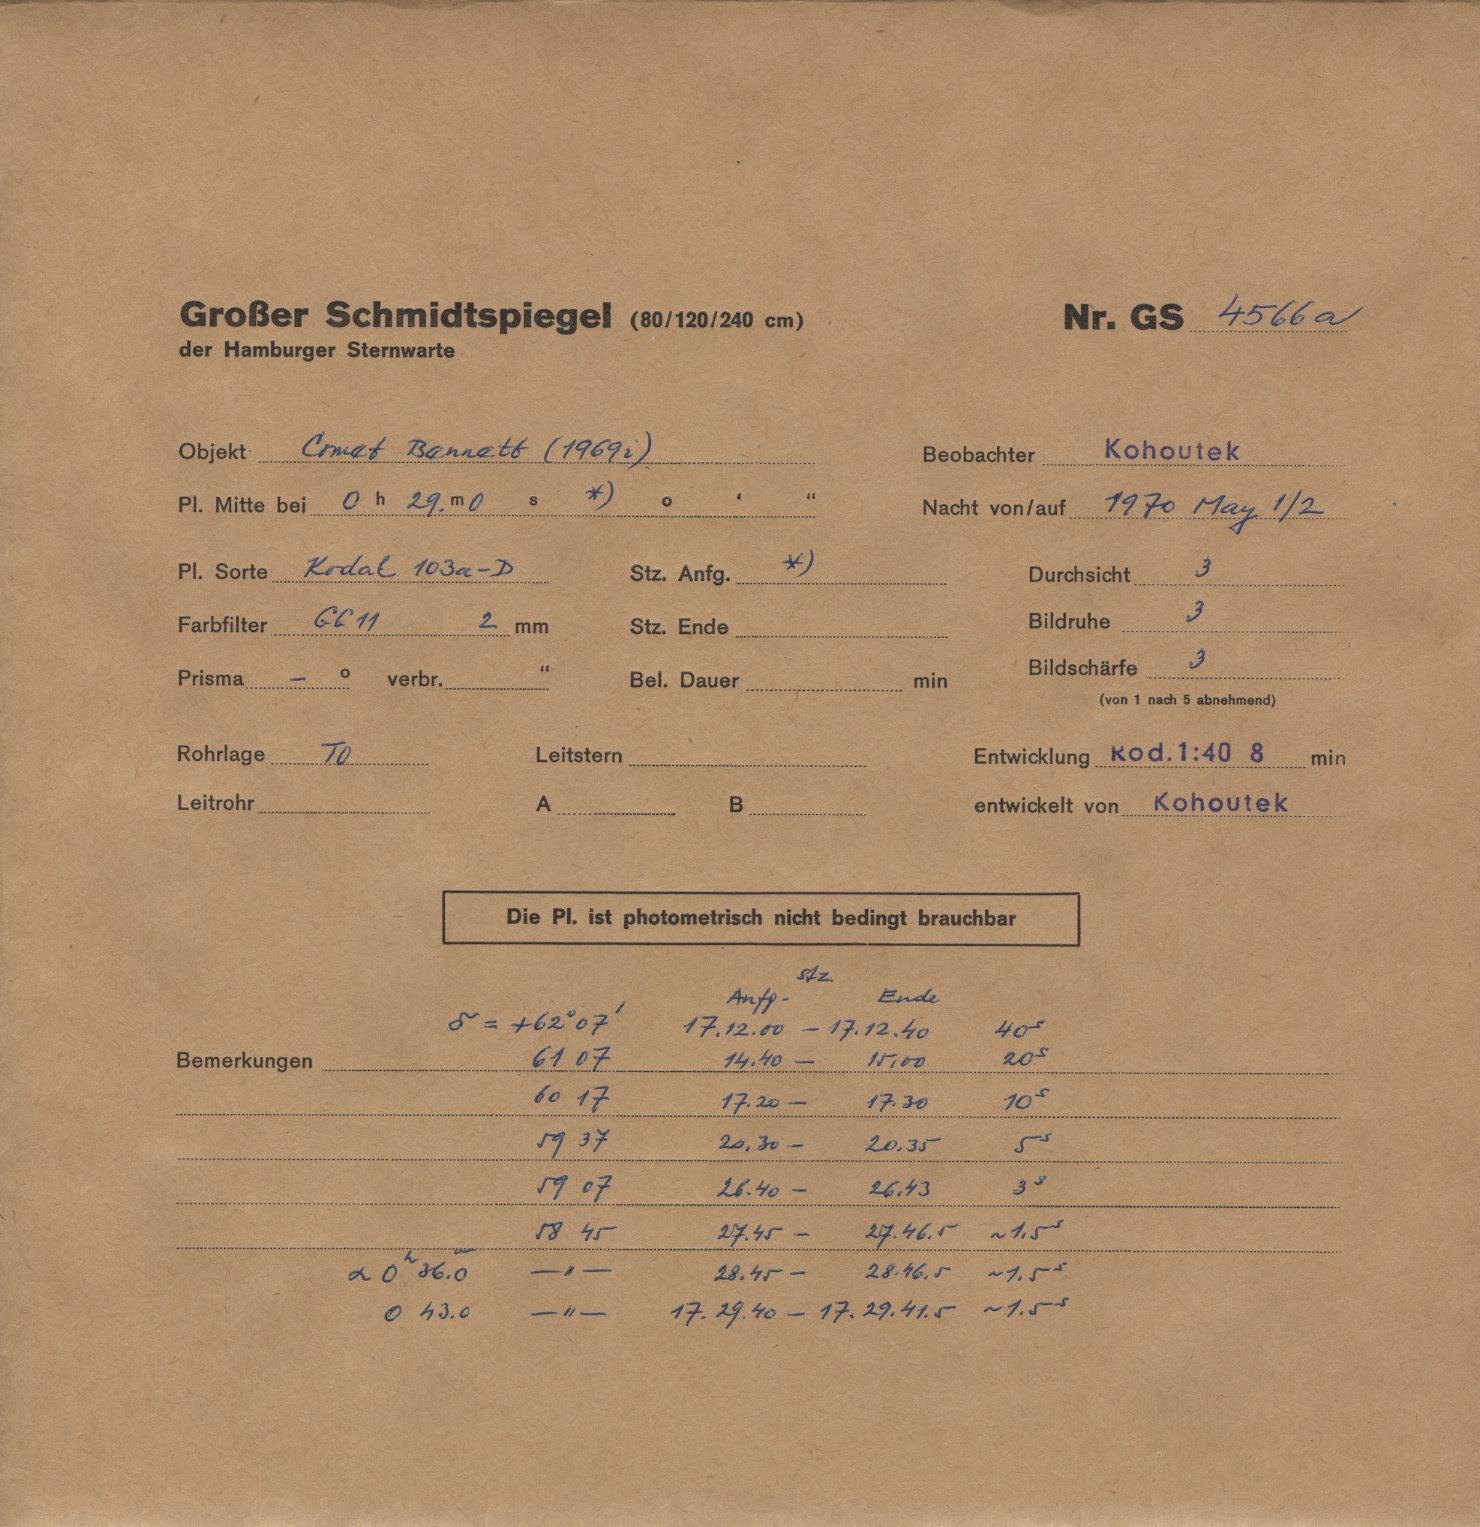 Großer Schmidtspiegel (80/120/240 cm) Nr. GS 4566a
der Hamburger Sternwarte
Objekt Comet Bennett (1969i) Beobachter Kohoutek
Pl. Mitte bei 0 h 29. m 0 s *) o ‘ “ Nacht von/auf 1970 May 1/2
Pl. Sorte Kodak 103a-D Stz. Anfg. *) Durchsicht 3
Farbfilter GG11 2 mm Stz. Ende Bildruhe 3
Prisma – o verbr. “ Bel. Dauer min Bildschärfe 3
(von 1 nach 5 abnehmend)
Rohrlage TO Leitstern Entwicklung Rod. 1:40 8 min
Leitrohr A B entwickelt von Kohoutek
Die Pl. ist photometrisch nicht bedingt brauchbar
Stz.
Anfg. Ende
δ = +62° 07' 17.12.00 – 17.12.40 40s
Bemerkungen 61 07 14.40 – 15.00 20s
60 17 17.20 – 17.30 10s
59 37 20.30 – 20.35 5s
59 07 26.40 – 26.43 3s
58 45 27.45 – 27.46.5 ~1.5s
α 0h 36.0m —〃— 28.45 – 28.46.5 ~1.5s
0 43.0 —〃— 17.29.40 – 17.29.41.5 ~1.5s